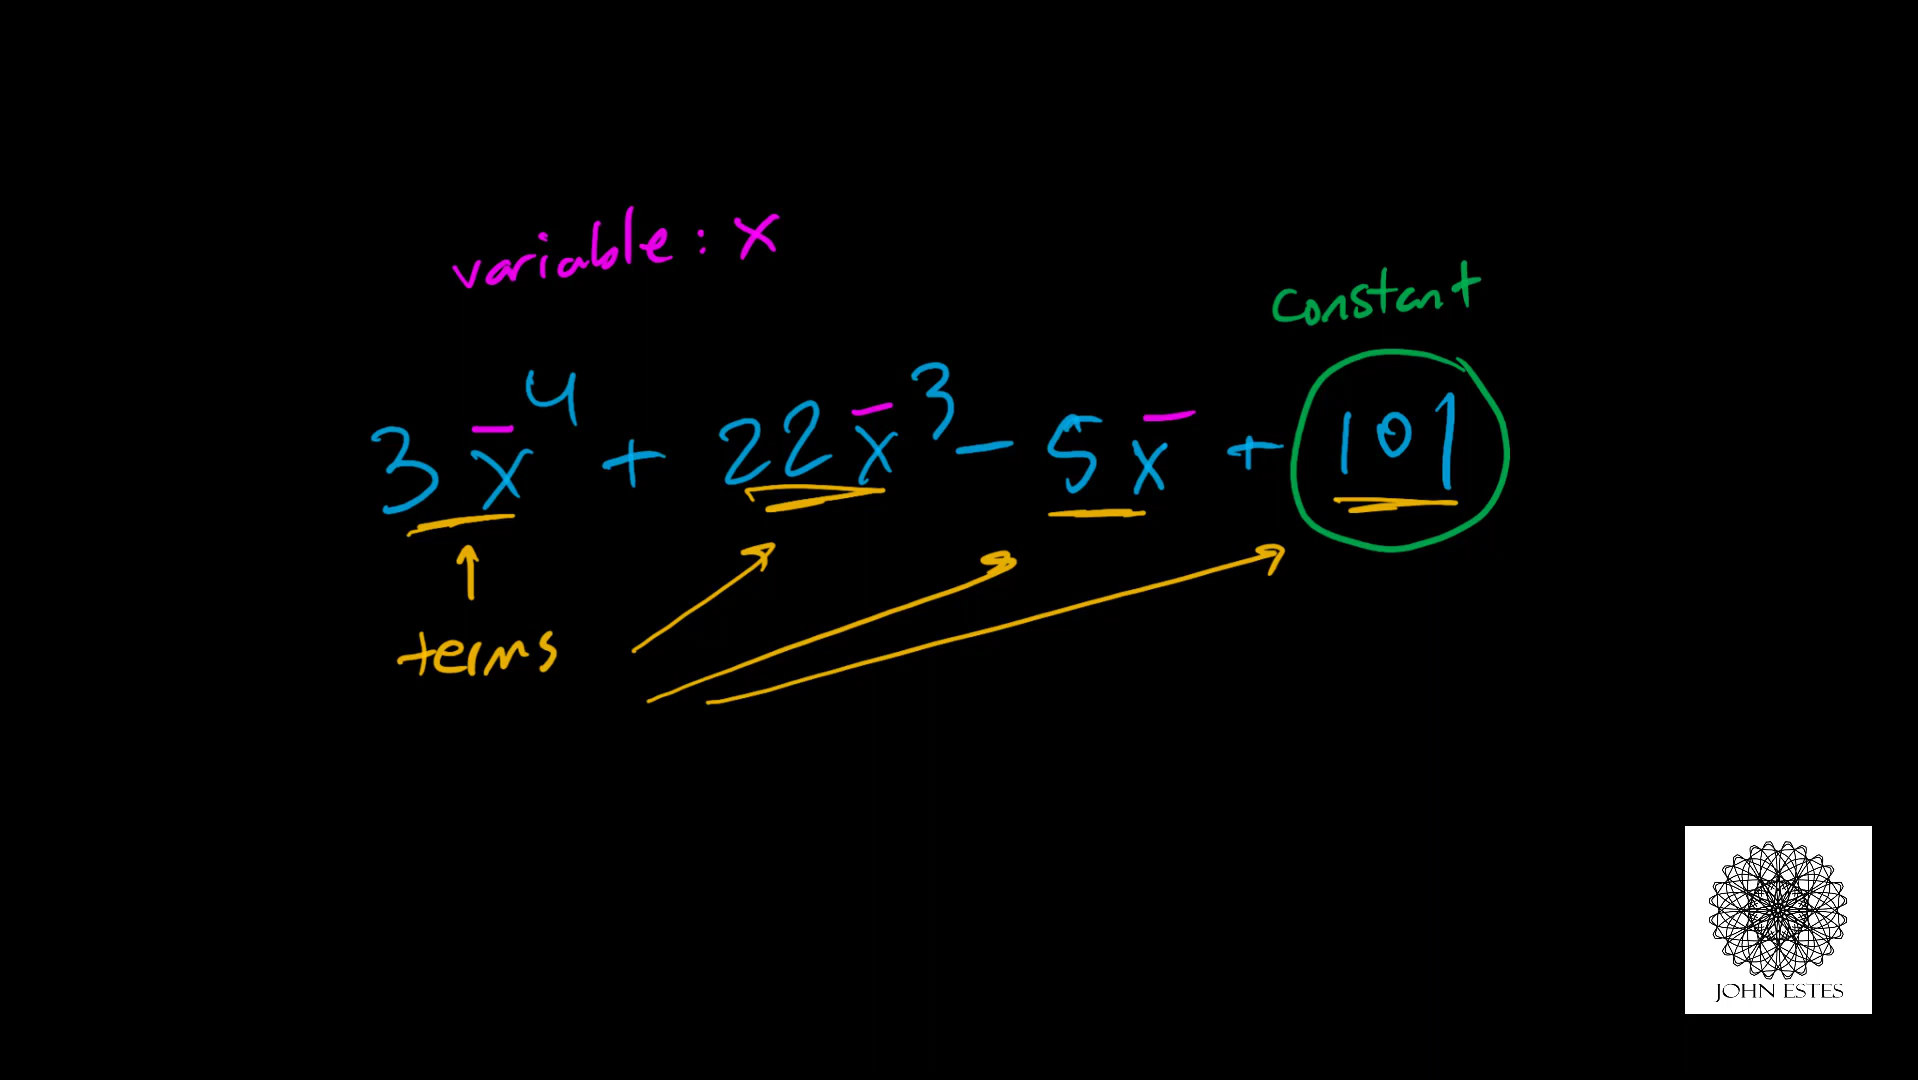 variable: x
constant
3x⁴ + 22x³ - 5x + 101
terms
JOHN ESTES